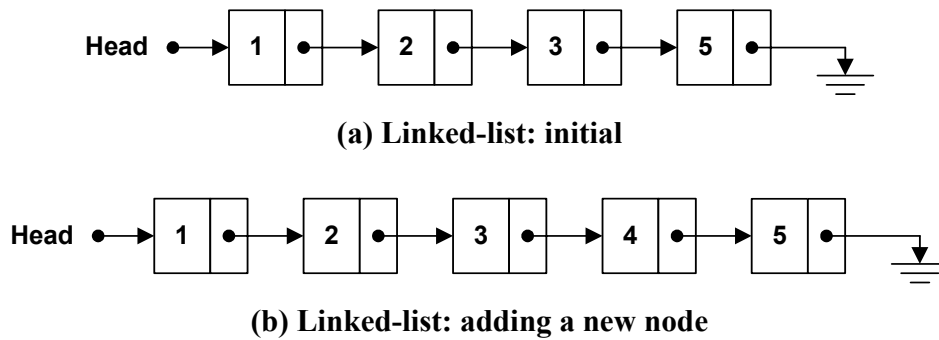 Head 1 2 3 5
(a) Linked-list: initial
Head 1 2 3 4 5
(b) Linked-list: adding a new node